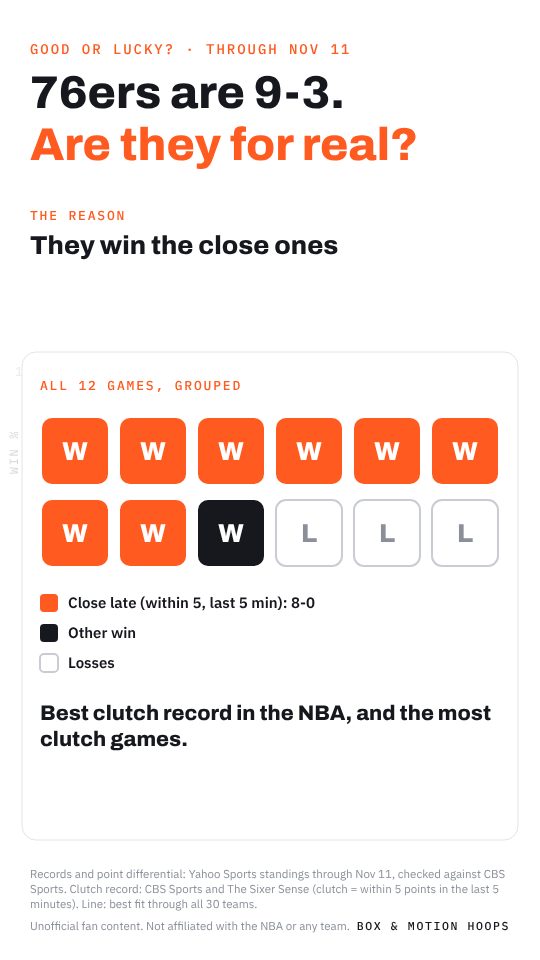 GOOD OR LUCKY? · THROUGH NOV 11
76ers are 9-3.
Are they for real?
THE REASON
They win the close ones
1
WIN %
ALL 12 GAMES, GROUPED
W W W W W W
W W W L L L
Close late (within 5, last 5 min): 8-0
Other win
Losses
Best clutch record in the NBA, and the most
clutch games.
Records and point differential: Yahoo Sports standings through Nov 11, checked against CBS
Sports. Clutch record: CBS Sports and The Sixer Sense (clutch = within 5 points in the last 5
minutes). Line: best fit through all 30 teams.
Unofficial fan content. Not affiliated with the NBA or any team. BOX & MOTION HOOPS